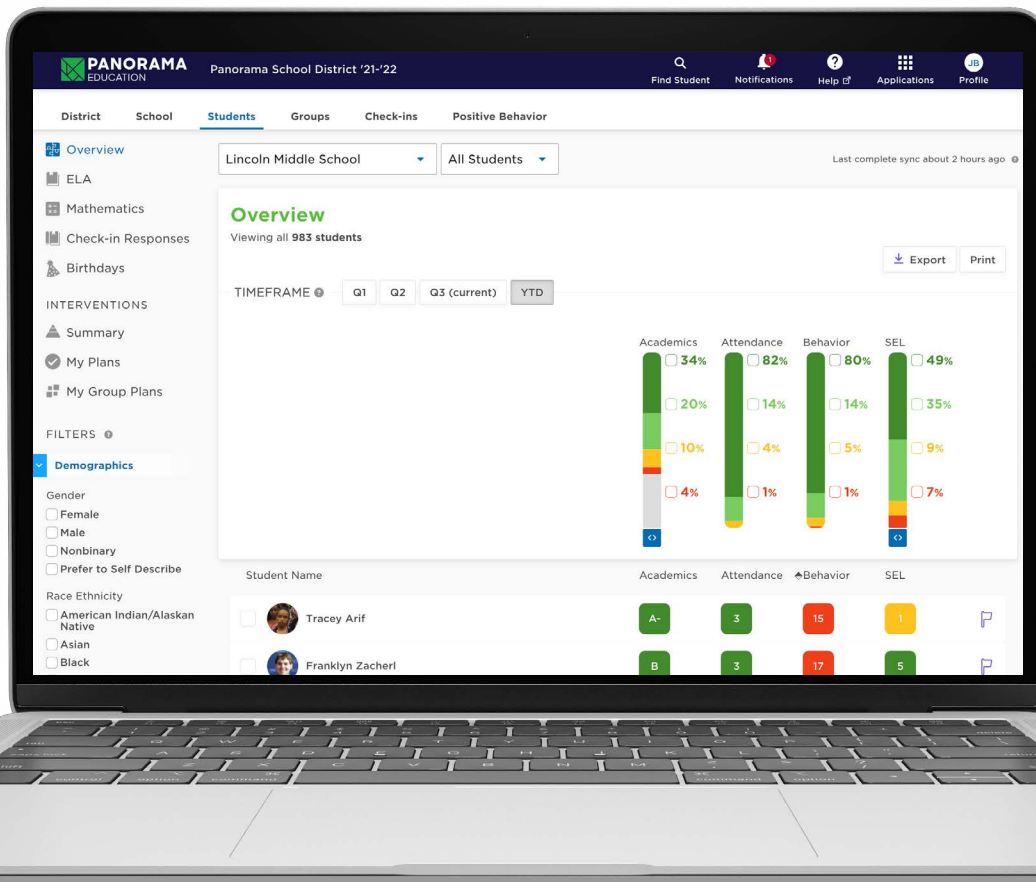 PANORAMA
EDUCATION
Panorama School District '21-'22
Find Student
1
Notifications
?
Help
Applications
JB
Profile
District School Students Groups Check-ins Positive Behavior
Overview
ELA
Mathematics
Check-in Responses
Birthdays
INTERVENTIONS
Summary
My Plans
My Group Plans
FILTERS ?
Demographics
Gender
Female
Male
Nonbinary
Prefer to Self Describe
Race Ethnicity
American Indian/Alaskan
Native
Asian
Black
Lincoln Middle School All Students
Last complete sync about 2 hours ago
Overview
Viewing all 983 students
Export Print
TIMEFRAME ? Q1 Q2 Q3 (current) YTD
Academics Attendance Behavior SEL
34% 82% 80% 49%
20% 14% 14% 35%
10% 4% 5% 9%
4% 1% 1% 7%
Student Name Academics Attendance Behavior SEL
Tracey Arif A- 3 15 1
Franklyn Zacherl B 3 17 5
command
option
control
option
command